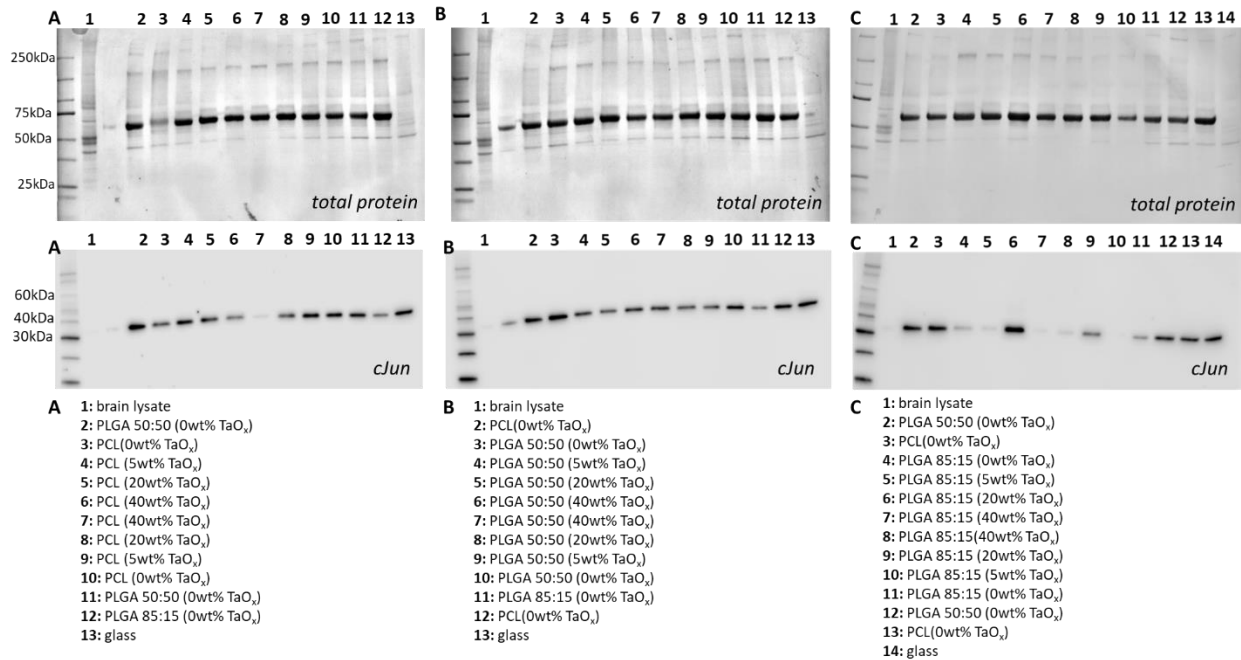 A 1 2 3 4 5 6 7 8 9 10 11 12 13
250kDa
75kDa
50kDa
25kDa
total protein
B 1 2 3 4 5 6 7 8 9 10 11 12 13
total protein
C 1 2 3 4 5 6 7 8 9 10 11 12 13 14
total protein
A 1 2 3 4 5 6 7 8 9 10 11 12 13
60kDa
40kDa
30kDa
cJun
B 1 2 3 4 5 6 7 8 9 10 11 12 13
cJun
C 1 2 3 4 5 6 7 8 9 10 11 12 13 14
cJun
A 1: brain lysate
2: PLGA 50:50 (0wt% TaOₓ)
3: PCL(0wt% TaOₓ)
4: PCL (5wt% TaOₓ)
5: PCL (20wt% TaOₓ)
6: PCL (40wt% TaOₓ)
7: PCL (40wt% TaOₓ)
8: PCL (20wt% TaOₓ)
9: PCL (5wt% TaOₓ)
10: PCL (0wt% TaOₓ)
11: PLGA 50:50 (0wt% TaOₓ)
12: PLGA 85:15 (0wt% TaOₓ)
13: glass
B 1: brain lysate
2: PCL(0wt% TaOₓ)
3: PLGA 50:50 (0wt% TaOₓ)
4: PLGA 50:50 (5wt% TaOₓ)
5: PLGA 50:50 (20wt% TaOₓ)
6: PLGA 50:50 (40wt% TaOₓ)
7: PLGA 50:50 (40wt% TaOₓ)
8: PLGA 50:50 (20wt% TaOₓ)
9: PLGA 50:50 (5wt% TaOₓ)
10: PLGA 50:50 (0wt% TaOₓ)
11: PLGA 85:15 (0wt% TaOₓ)
12: PCL(0wt% TaOₓ)
13: glass
C 1: brain lysate
2: PLGA 50:50 (0wt% TaOₓ)
3: PCL(0wt% TaOₓ)
4: PLGA 85:15 (0wt% TaOₓ)
5: PLGA 85:15 (5wt% TaOₓ)
6: PLGA 85:15 (20wt% TaOₓ)
7: PLGA 85:15 (40wt% TaOₓ)
8: PLGA 85:15(40wt% TaOₓ)
9: PLGA 85:15 (20wt% TaOₓ)
10: PLGA 85:15 (5wt% TaOₓ)
11: PLGA 85:15 (0wt% TaOₓ)
12: PLGA 50:50 (0wt% TaOₓ)
13: PCL(0wt% TaOₓ)
14: glass